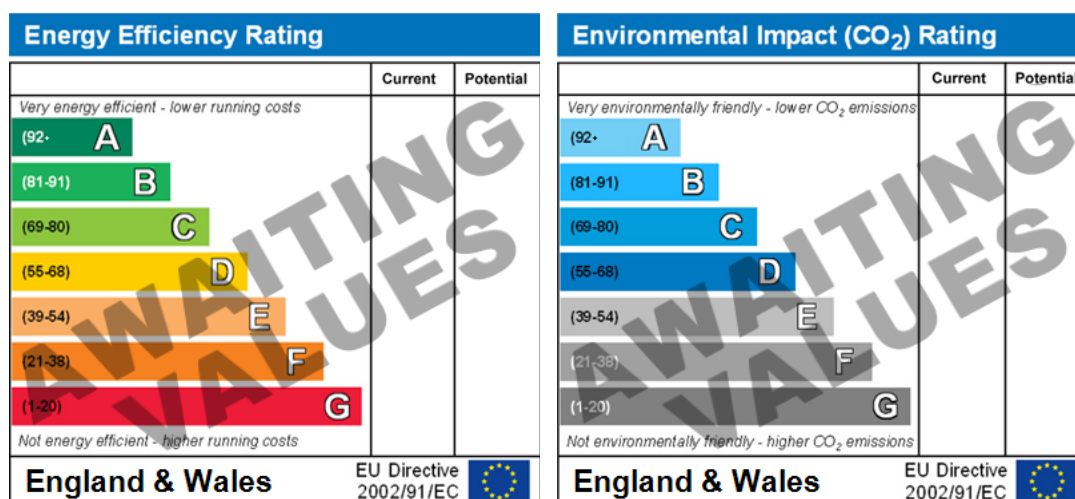 Energy Efficiency Rating
Current Potential
Very energy efficient - lower running costs
(92+ A
(81-91) B
(69-80) C
(55-68) D
(39-54) E
(21-38) F
(1-20) G
Not energy efficient - higher running costs
AWAITING
VALUES
England & Wales
EU Directive
2002/91/EC
Environmental Impact (CO₂) Rating
Current Potential
Very environmentally friendly - lower CO₂ emissions
(92+ A
(81-91) B
(69-80) C
(55-68) D
(39-54) E
(21-38) F
(1-20) G
Not environmentally friendly - higher CO₂ emissions
AWAITING
VALUES
England & Wales
EU Directive
2002/91/EC